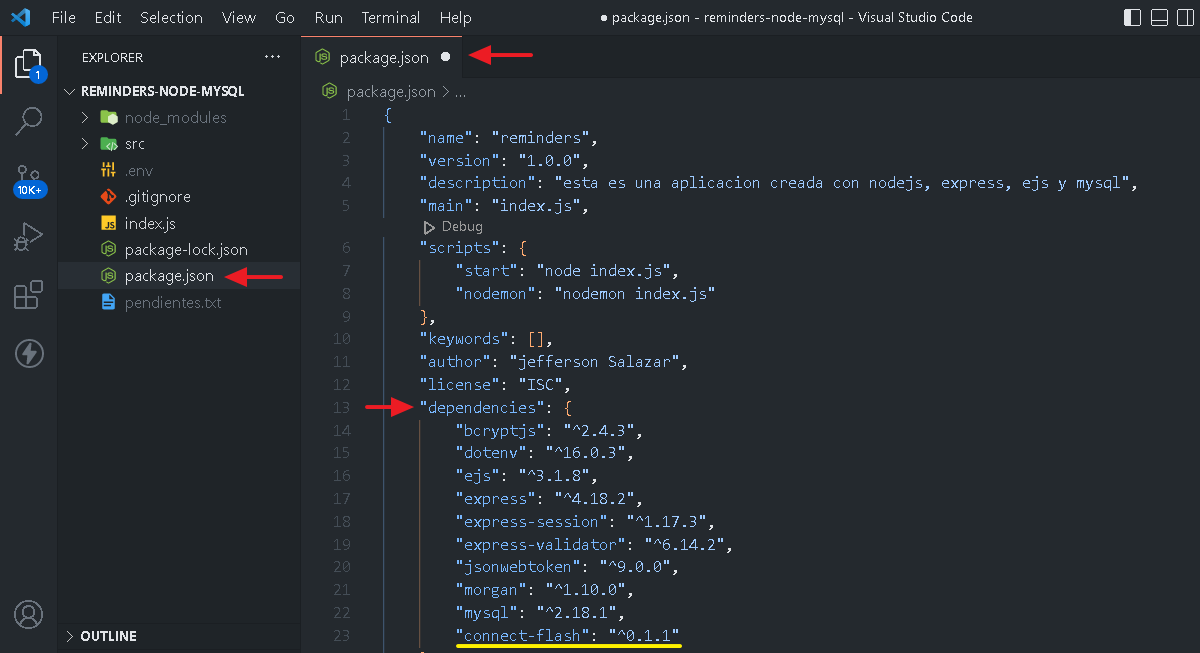 File Edit Selection View Go Run Terminal Help
● package.json - reminders-node-mysql - Visual Studio Code
EXPLORER ...
1
REMINDERS-NODE-MYSQL
node_modules
src
.env
.gitignore
JS index.js
JS package-lock.json
JS package.json
pendientes.txt
10K+
OUTLINE
JS package.json ●
JS package.json > ...
1 {
2 "name": "reminders",
3 "version": "1.0.0",
4 "description": "esta es una aplicacion creada con nodejs, express, ejs y mysql",
5 "main": "index.js",
Debug
6 "scripts": {
7 "start": "node index.js",
8 "nodemon": "nodemon index.js"
9 },
10 "keywords": [],
11 "author": "jefferson Salazar",
12 "license": "ISC",
13 "dependencies": {
14 "bcryptjs": "^2.4.3",
15 "dotenv": "^16.0.3",
16 "ejs": "^3.1.8",
17 "express": "^4.18.2",
18 "express-session": "^1.17.3",
19 "express-validator": "^6.14.2",
20 "jsonwebtoken": "^9.0.0",
21 "morgan": "^1.10.0",
22 "mysql": "^2.18.1",
23 "connect-flash": "^0.1.1"